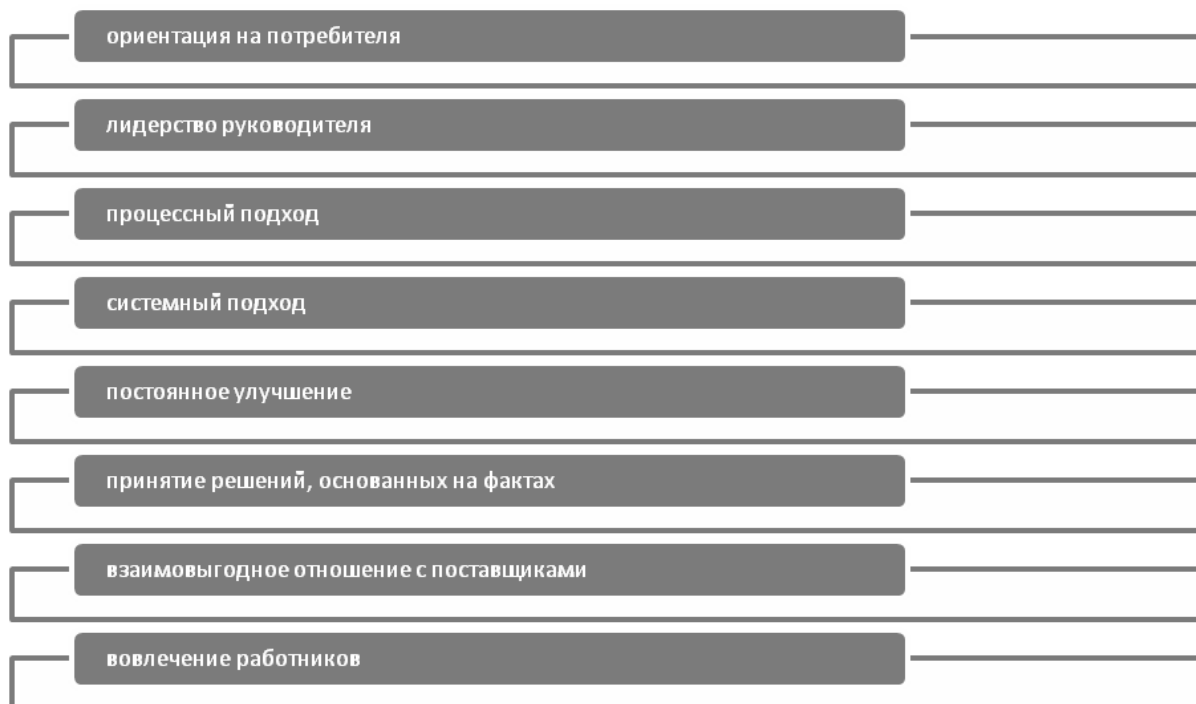 ориентация на потребителя
лидерство руководителя
процессный подход
системный подход
постоянное улучшение
принятие решений, основанных на фактах
взаимовыгодное отношение с поставщиками
вовлечение работников